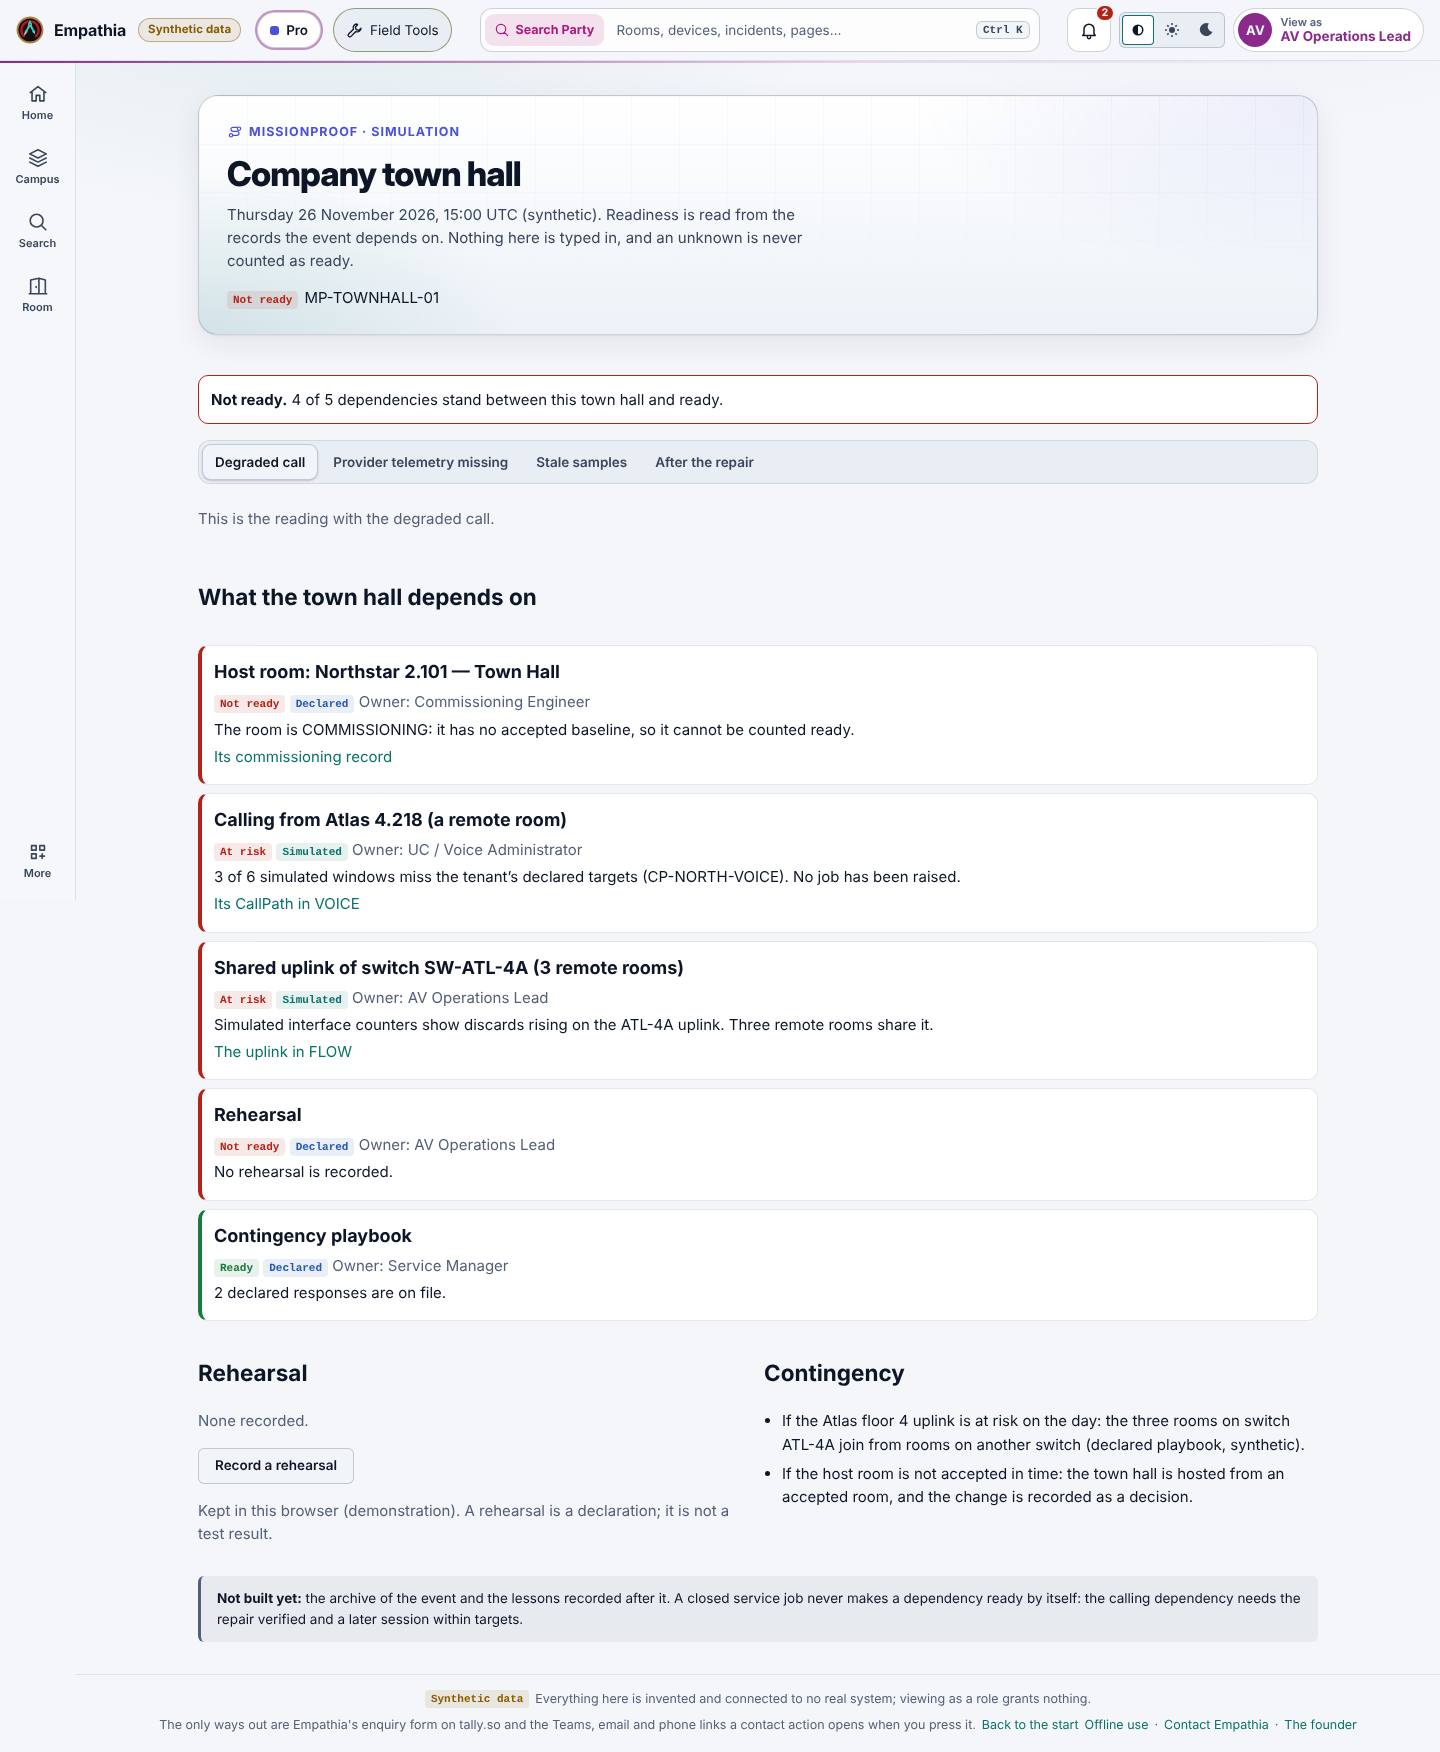 Empathia
Synthetic data
Pro
Field Tools
Search Party
Rooms, devices, incidents, pages...
Ctrl K
2
AV
View as
AV Operations Lead
Home
Campus
Search
Room
More
MISSIONPROOF · SIMULATION
Company town hall
Thursday 26 November 2026, 15:00 UTC (synthetic). Readiness is read from the
records the event depends on. Nothing here is typed in, and an unknown is never
counted as ready.
Not ready MP-TOWNHALL-01
Not ready. 4 of 5 dependencies stand between this town hall and ready.
Degraded call Provider telemetry missing Stale samples After the repair
This is the reading with the degraded call.
What the town hall depends on
Host room: Northstar 2.101 — Town Hall
Not ready Declared Owner: Commissioning Engineer
The room is COMMISSIONING: it has no accepted baseline, so it cannot be counted ready.
Its commissioning record
Calling from Atlas 4.218 (a remote room)
At risk Simulated Owner: UC / Voice Administrator
3 of 6 simulated windows miss the tenant's declared targets (CP-NORTH-VOICE). No job has been raised.
Its CallPath in VOICE
Shared uplink of switch SW-ATL-4A (3 remote rooms)
At risk Simulated Owner: AV Operations Lead
Simulated interface counters show discards rising on the ATL-4A uplink. Three remote rooms share it.
The uplink in FLOW
Rehearsal
Not ready Declared Owner: AV Operations Lead
No rehearsal is recorded.
Contingency playbook
Ready Declared Owner: Service Manager
2 declared responses are on file.
Rehearsal
None recorded.
Record a rehearsal
Kept in this browser (demonstration). A rehearsal is a declaration; it is not a
test result.
Contingency
• If the Atlas floor 4 uplink is at risk on the day: the three rooms on switch
ATL-4A join from rooms on another switch (declared playbook, synthetic).
• If the host room is not accepted in time: the town hall is hosted from an
accepted room, and the change is recorded as a decision.
Not built yet: the archive of the event and the lessons recorded after it. A closed service job never makes a dependency ready by itself: the calling dependency needs the
repair verified and a later session within targets.
Synthetic data Everything here is invented and connected to no real system; viewing as a role grants nothing.
The only ways out are Empathia's enquiry form on tally.so and the Teams, email and phone links a contact action opens when you press it. Back to the start Offline use · Contact Empathia · The founder